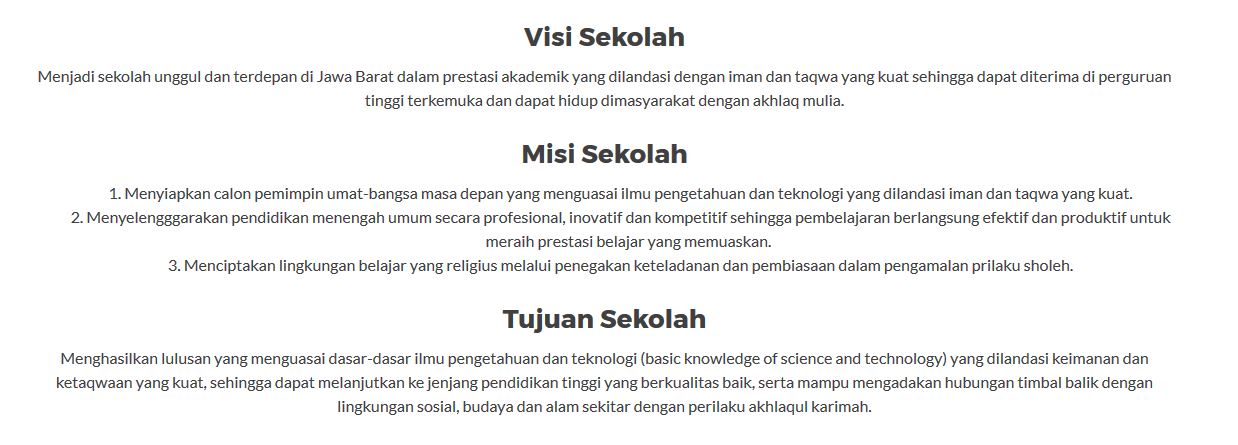 Visi Sekolah
Menjadi sekolah unggul dan terdepan di Jawa Barat dalam prestasi akademik yang dilandasi dengan iman dan taqwa yang kuat sehingga dapat diterima di perguruan
tinggi terkemuka dan dapat hidup dimasyarakat dengan akhlaq mulia.
Misi Sekolah
1. Menyiapkan calon pemimpin umat-bangsa masa depan yang menguasai ilmu pengetahuan dan teknologi yang dilandasi iman dan taqwa yang kuat.
2. Menyelengggarakan pendidikan menengah umum secara profesional, inovatif dan kompetitif sehingga pembelajaran berlangsung efektif dan produktif untuk
meraih prestasi belajar yang memuaskan.
3. Menciptakan lingkungan belajar yang religius melalui penegakan keteladanan dan pembiasaan dalam pengamalan prilaku sholeh.
Tujuan Sekolah
Menghasilkan lulusan yang menguasai dasar-dasar ilmu pengetahuan dan teknologi (basic knowledge of science and technology) yang dilandasi keimanan dan
ketaqwaan yang kuat, sehingga dapat melanjutkan ke jenjang pendidikan tinggi yang berkualitas baik, serta mampu mengadakan hubungan timbal balik dengan
lingkungan sosial, budaya dan alam sekitar dengan perilaku akhlaqul karimah.